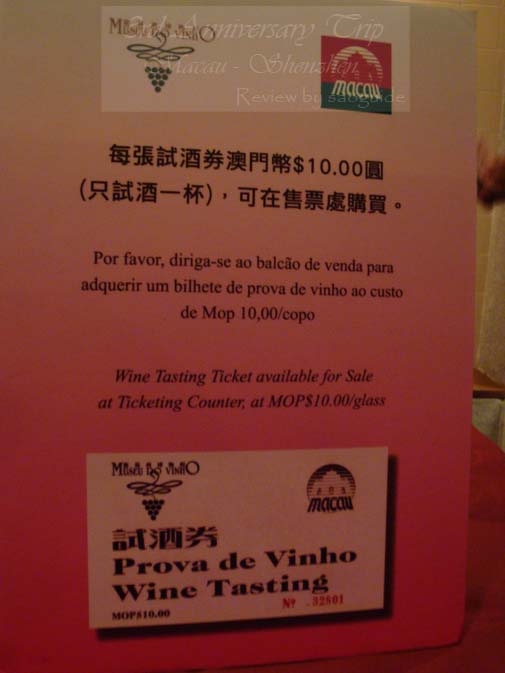 3rd Anniversary Trip
Macau - Shenzhen
Review by saoguide
MUSEU DO VINHO
macau
每張試酒券澳門幣$10.00圓
(只試酒一杯)，可在售票處購買。
Por favor, diriga-se ao balcão de venda para
adquerir um bilhete de prova de vinho ao custo
de Mop 10,00/copo
Wine Tasting Ticket available for Sale
at Ticketing Counter, at MOP$10.00/glass
MUSEU DO VINHO
macau
試酒券
Prova de Vinho
Wine Tasting
MOP$10.00
Nº .32801